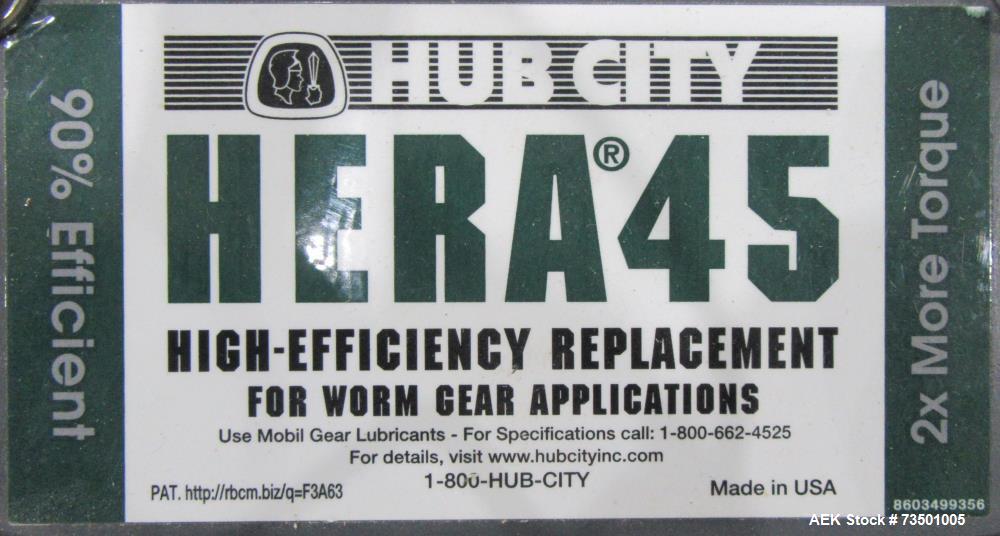 HUB CITY
HERA®45
HIGH-EFFICIENCY REPLACEMENT
FOR WORM GEAR APPLICATIONS
Use Mobil Gear Lubricants - For Specifications call: 1-800-662-4525
For details, visit www.hubcityinc.com
1-800-HUB-CITY
PAT. http://rbcm.biz/q=F3A63
Made in USA
90% Efficient
2x More Torque
8603499356
AEK Stock # 73501005